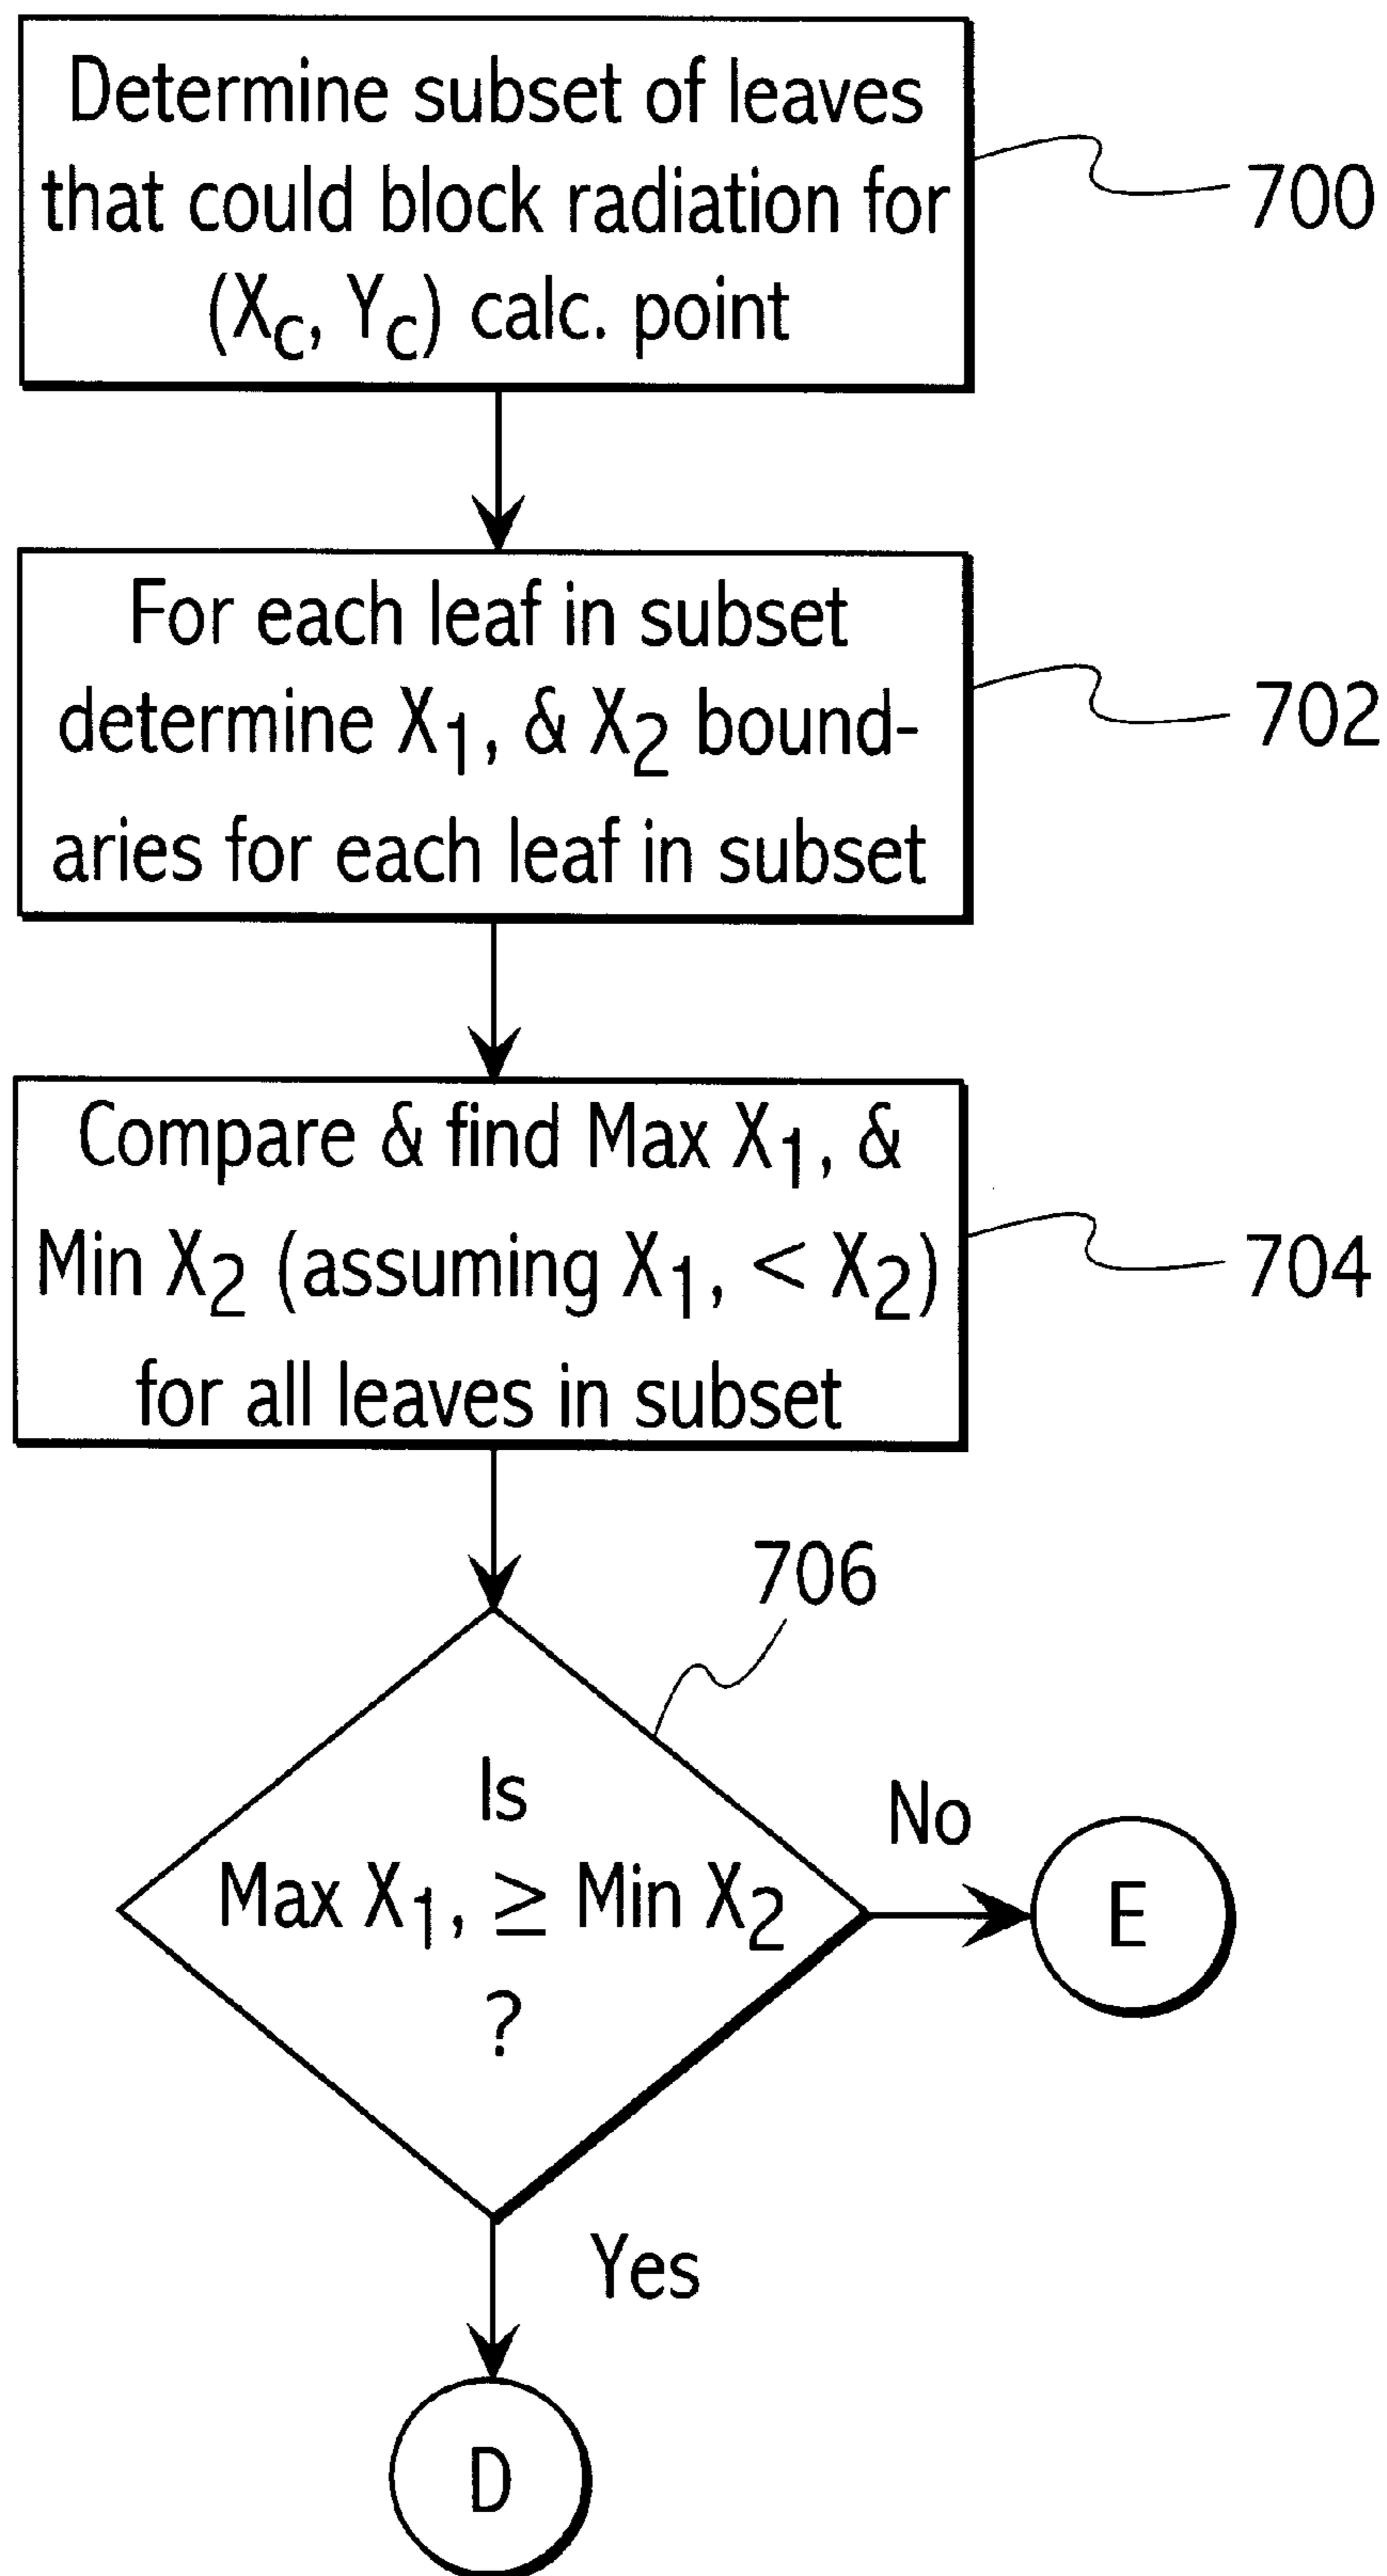 Determine subset of leaves
that could block radiation for
(Xc, Yc) calc. point
700
For each leaf in subset
determine X1, & X2 bound-
aries for each leaf in subset
702
Compare & find Max X1, &
Min X2 (assuming X1, < X2)
for all leaves in subset
704
706
Is
Max X1, ≥ Min X2
?
No
E
Yes
D